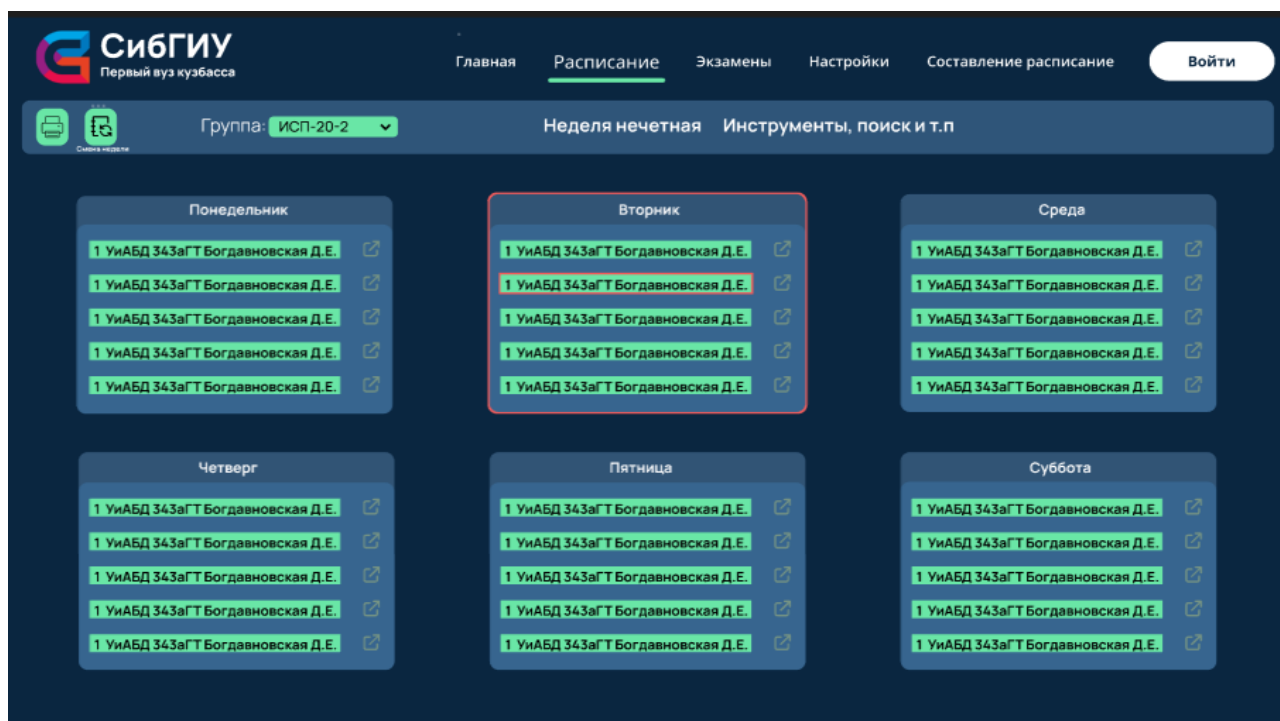 СибГИУ
Первый вуз кузбасса
Главная Расписание Экзамены Настройки Составление расписание Войти
Смена недели
Группа: ИСП-20-2
Неделя нечетная Инструменты, поиск и т.п
Понедельник
1 УиАБД 343аГТ Богдавновская Д.Е.
1 УиАБД 343аГТ Богдавновская Д.Е.
1 УиАБД 343аГТ Богдавновская Д.Е.
1 УиАБД 343аГТ Богдавновская Д.Е.
1 УиАБД 343аГТ Богдавновская Д.Е.
Вторник
1 УиАБД 343аГТ Богдавновская Д.Е.
1 УиАБД 343аГТ Богдавновская Д.Е.
1 УиАБД 343аГТ Богдавновская Д.Е.
1 УиАБД 343аГТ Богдавновская Д.Е.
1 УиАБД 343аГТ Богдавновская Д.Е.
Среда
1 УиАБД 343аГТ Богдавновская Д.Е.
1 УиАБД 343аГТ Богдавновская Д.Е.
1 УиАБД 343аГТ Богдавновская Д.Е.
1 УиАБД 343аГТ Богдавновская Д.Е.
1 УиАБД 343аГТ Богдавновская Д.Е.
Четверг
1 УиАБД 343аГТ Богдавновская Д.Е.
1 УиАБД 343аГТ Богдавновская Д.Е.
1 УиАБД 343аГТ Богдавновская Д.Е.
1 УиАБД 343аГТ Богдавновская Д.Е.
1 УиАБД 343аГТ Богдавновская Д.Е.
Пятница
1 УиАБД 343аГТ Богдавновская Д.Е.
1 УиАБД 343аГТ Богдавновская Д.Е.
1 УиАБД 343аГТ Богдавновская Д.Е.
1 УиАБД 343аГТ Богдавновская Д.Е.
1 УиАБД 343аГТ Богдавновская Д.Е.
Суббота
1 УиАБД 343аГТ Богдавновская Д.Е.
1 УиАБД 343аГТ Богдавновская Д.Е.
1 УиАБД 343аГТ Богдавновская Д.Е.
1 УиАБД 343аГТ Богдавновская Д.Е.
1 УиАБД 343аГТ Богдавновская Д.Е.